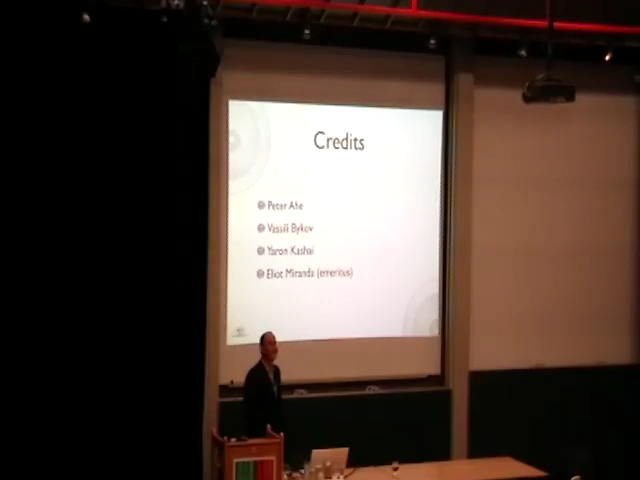 Credits
Peter Ahe
Vassili Bykov
Yaron Kashai
Eliot Miranda (emeritus)